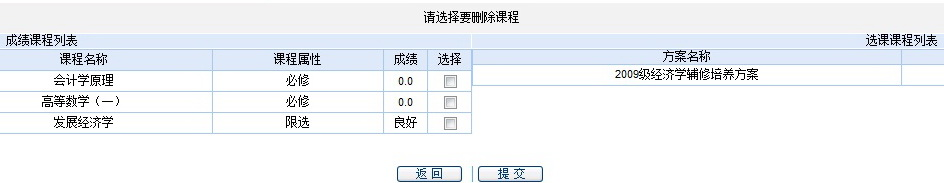 请选择要删除课程
成绩课程列表 选课课程列表
课程名称 课程属性 成绩 选择 方案名称
会计学原理 必修 0.0 2009级经济学辅修培养方案
高等数学（一） 必修 0.0
发展经济学 限选 良好
返回 提交